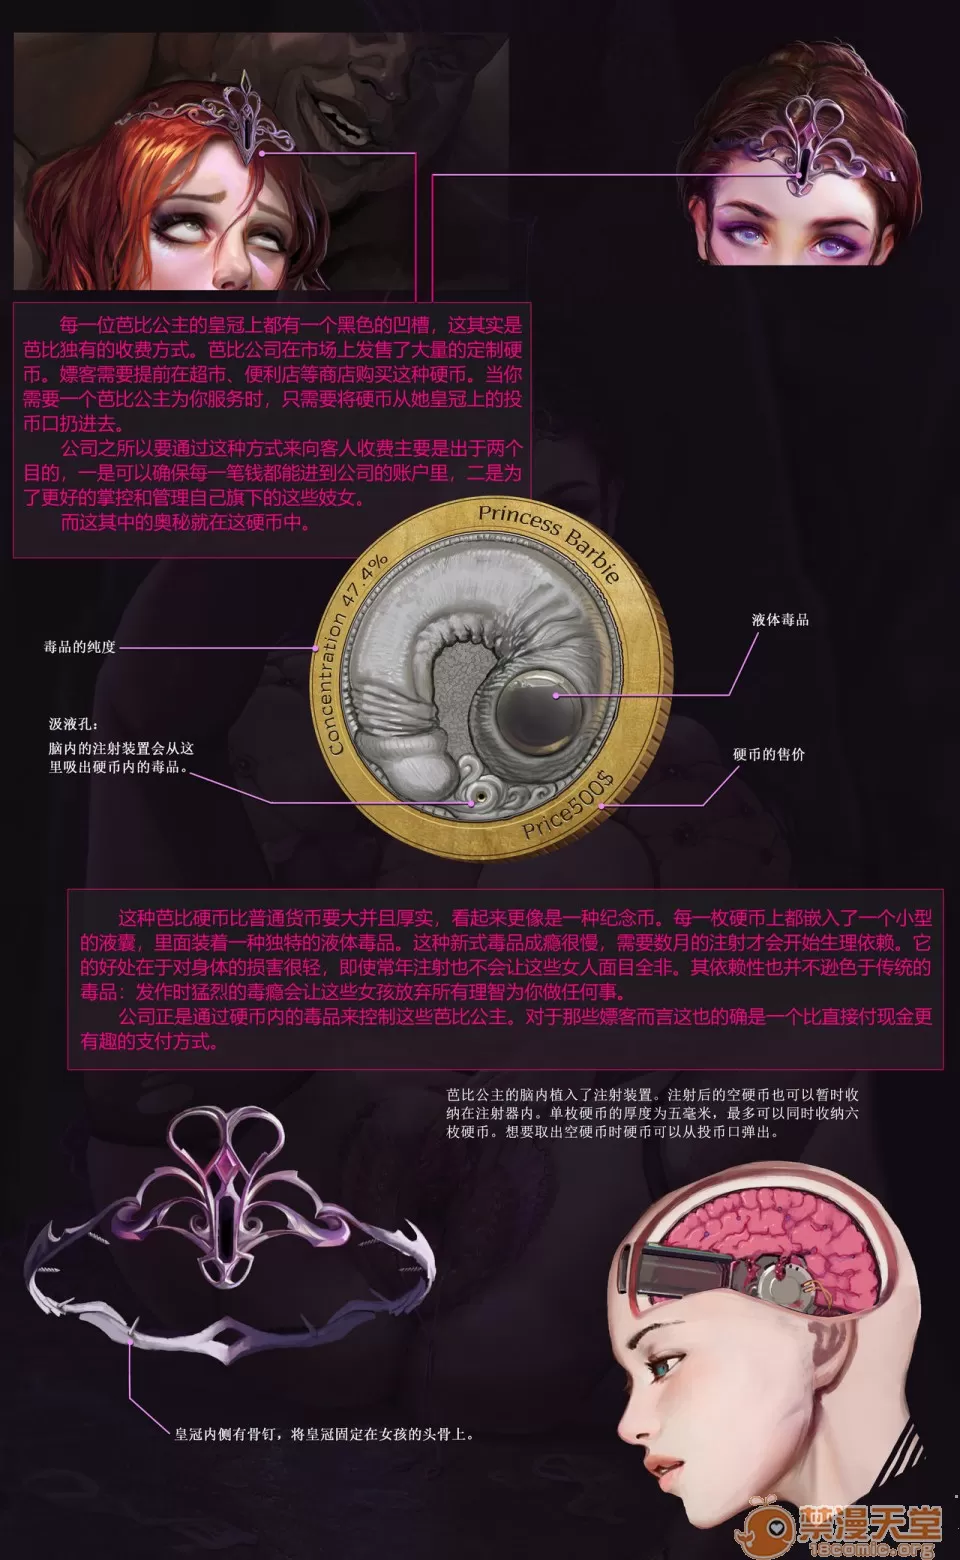 每一位芭比公主的皇冠上都有一个黑色的凹槽，这其实是
芭比独有的收费方式。芭比公司在市场上发售了大量的定制硬
币。嫖客需要提前在超市、便利店等商店购买这种硬币。当你
需要一个芭比公主为你服务时，只需要将硬币从她皇冠上的投
币口扔进去。
公司之所以要通过这种方式来向客人收费主要是出于两个
目的，一是可以确保每一笔钱都能进到公司的账户里，二是为
了更好的掌控和管理自己旗下的这些妓女。
而这其中的奥秘就在这硬币中。
Princess Barbie
Concentration 47.4%
Price500$
毒品的纯度
液体毒品
汲液孔：
脑内的注射装置会从这
里吸出硬币内的毒品。
硬币的售价
这种芭比硬币比普通货币要大并且厚实，看起来更像是一种纪念币。每一枚硬币上都嵌入了一个小型
的液囊，里面装着一种独特的液体毒品。这种新式毒品成瘾很慢，需要数月的注射才会开始生理依赖。它
的好处在于对身体的损害很轻，即使常年注射也不会让这些女人面目全非。其依赖性也并不逊色于传统的
毒品：发作时猛烈的毒瘾会让这些女孩放弃所有理智为你做任何事。
公司正是通过硬币内的毒品来控制这些芭比公主。对于那些嫖客而言这也的确是一个比直接付现金更
有趣的支付方式。
芭比公主的脑内植入了注射装置。注射后的空硬币也可以暂时收
纳在注射器内。单枚硬币的厚度为五毫米，最多可以同时收纳六
枚硬币。想要取出空硬币时硬币可以从投币口弹出。
皇冠内侧有骨钉，将皇冠固定在女孩的头骨上。
禁漫天堂
18comic.org